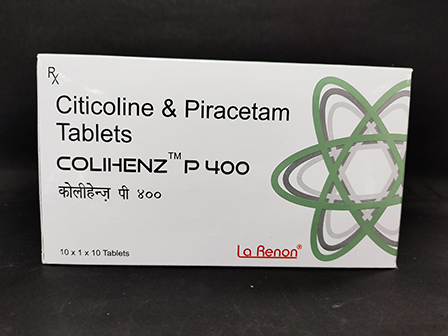 Rx
Citicoline & Piracetam
Tablets
COLIHENZ™ P 400
कोलीहेन्ज़ पी ४००
10 x 1 x 10 Tablets
La Renon®